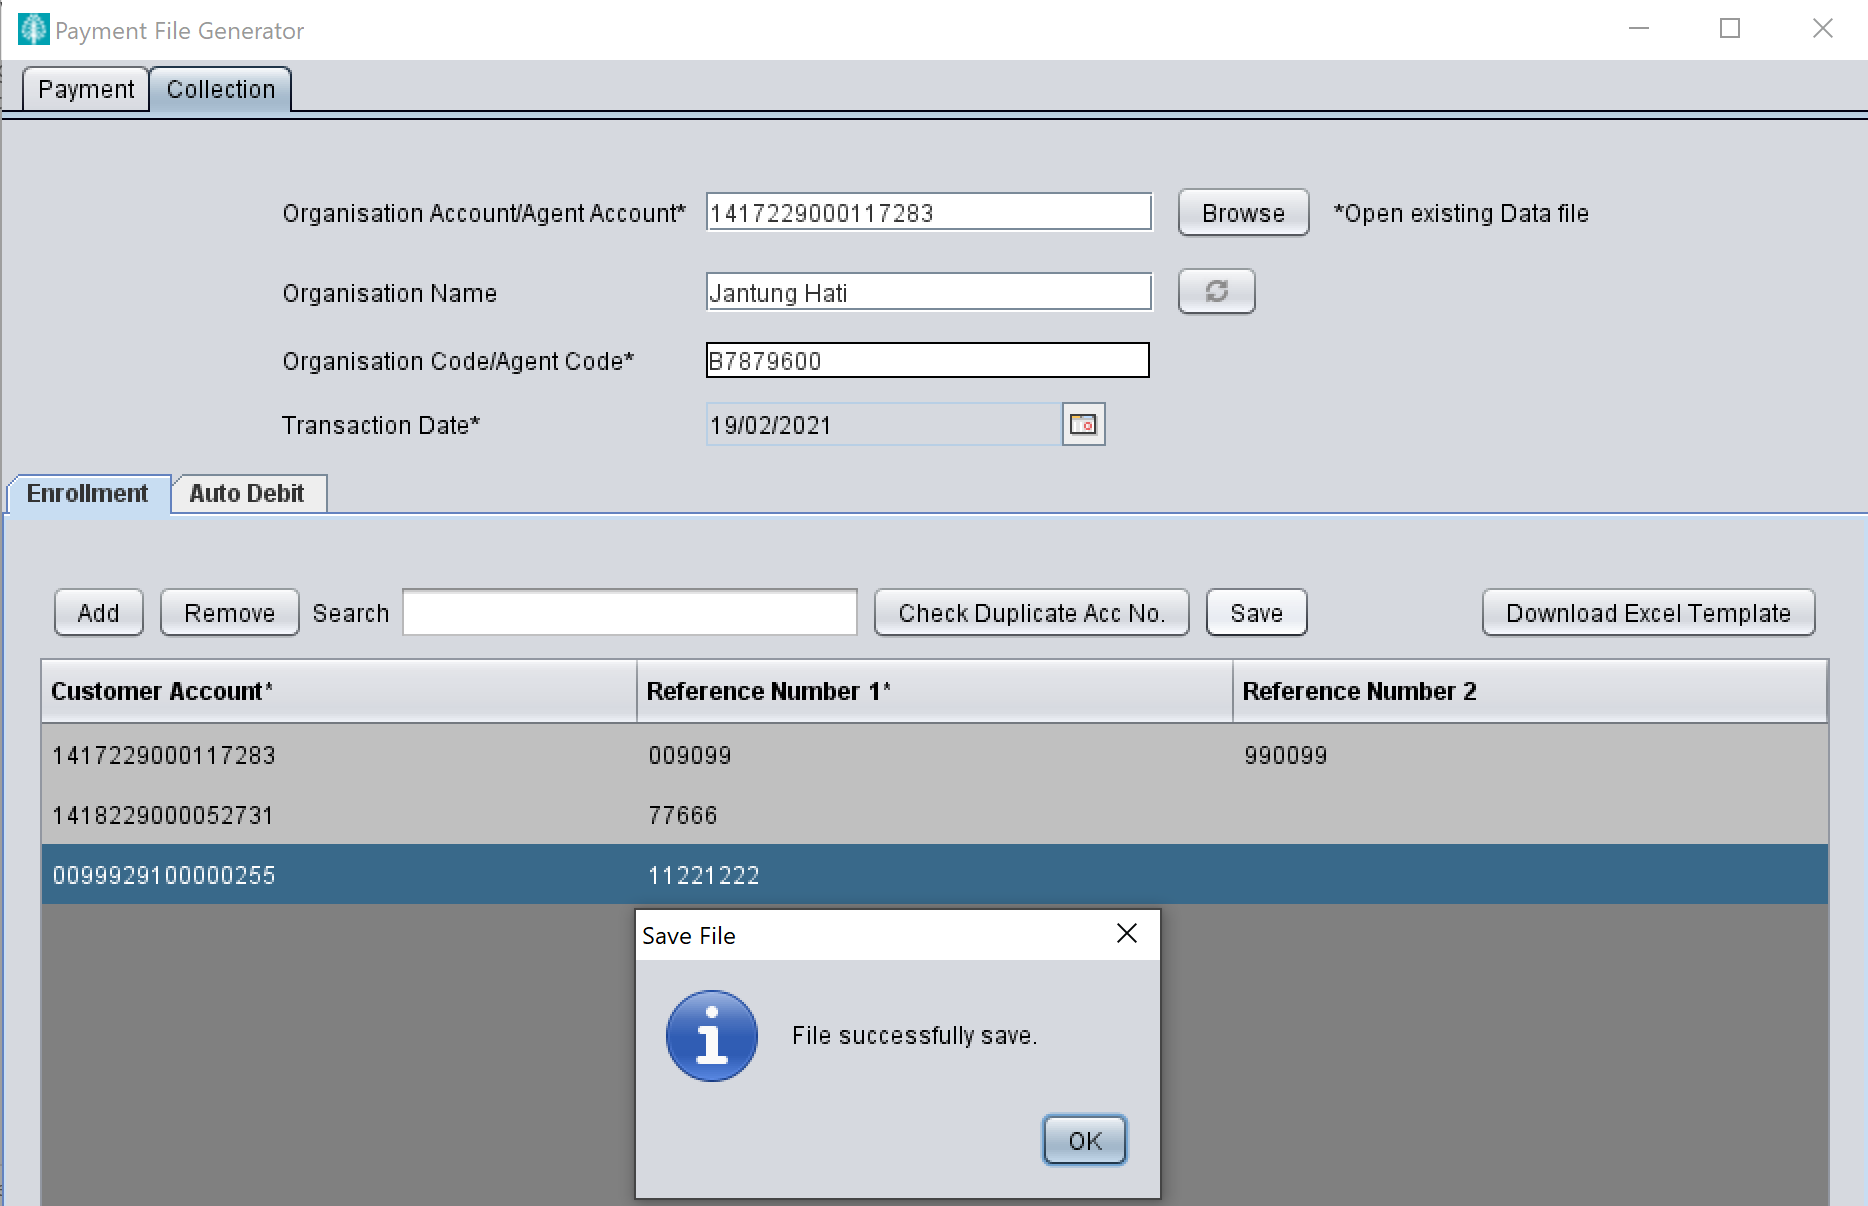 Payment File Generator
Payment Collection
Organisation Account/Agent Account* 1417229000117283 Browse *Open existing Data file
Organisation Name Jantung Hati
Organisation Code/Agent Code* B7879600
Transaction Date* 19/02/2021
Enrollment Auto Debit
Add Remove Search Check Duplicate Acc No. Save Download Excel Template
Customer Account* Reference Number 1* Reference Number 2
1417229000117283 009099 990099
1418229000052731 77666
0099929100000255 11221222
Save File
File successfully save.
OK